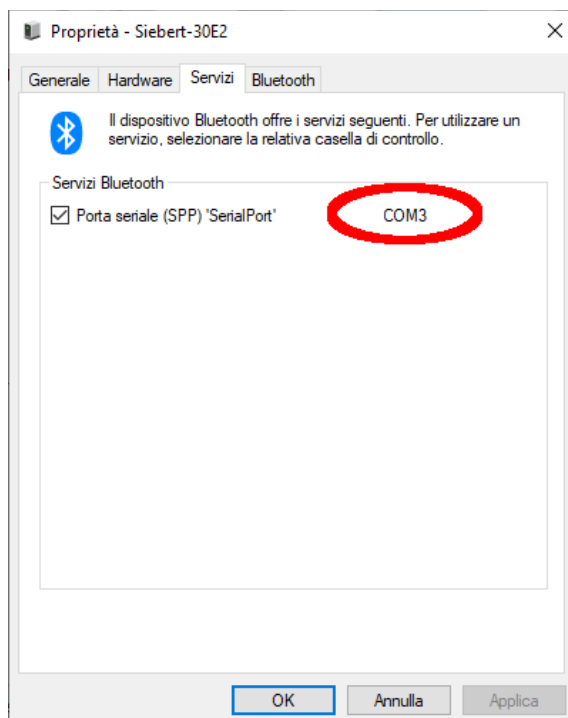 Proprietà - Siebert-30E2
Generale Hardware Servizi Bluetooth
Il dispositivo Bluetooth offre i servizi seguenti. Per utilizzare un
servizio, selezionare la relativa casella di controllo.
Servizi Bluetooth
Porta seriale (SPP) 'SerialPort' COM3
OK Annulla Applica